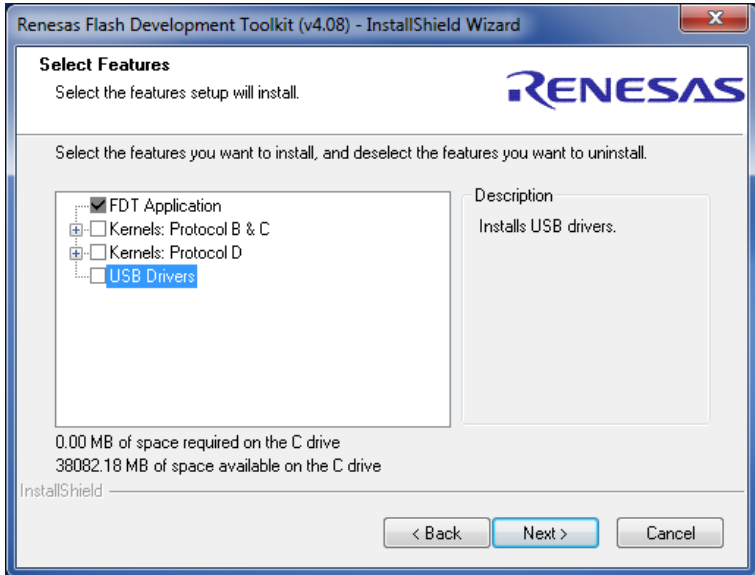 Renesas Flash Development Toolkit (v4.08) - InstallShield Wizard
Select Features
Select the features setup will install.
RENESAS
Select the features you want to install, and deselect the features you want to uninstall.
FDT Application
Kernels: Protocol B & C
Kernels: Protocol D
USB Drivers
Description
Installs USB drivers.
0.00 MB of space required on the C drive
38082.18 MB of space available on the C drive
InstallShield
< Back
Next >
Cancel